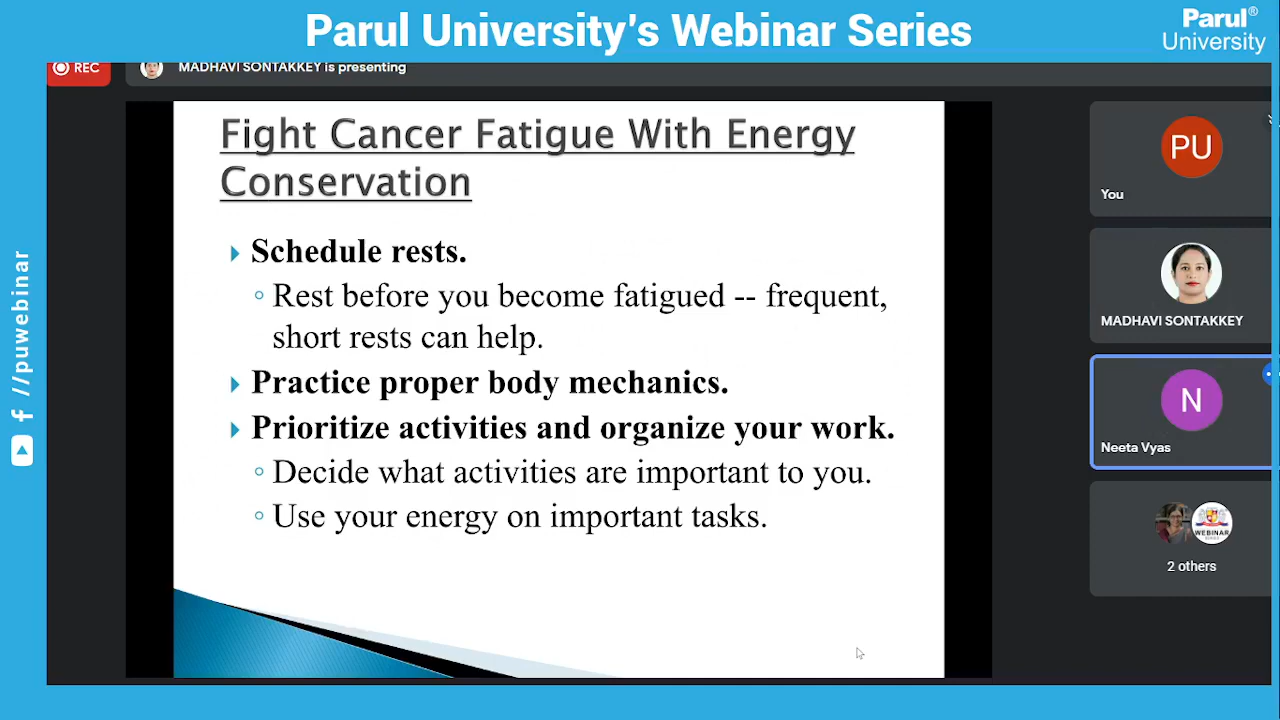 Parul University's Webinar Series
Parul®
University
REC
MADHAVI SONTAKKEY is presenting
Fight Cancer Fatigue With Energy
Conservation
Schedule rests.
Rest before you become fatigued -- frequent,
short rests can help.
Practice proper body mechanics.
Prioritize activities and organize your work.
Decide what activities are important to you.
Use your energy on important tasks.
PU
You
MADHAVI SONTAKKEY
N
Neeta Vyas
WEBINAR
2 others
//puwebinar